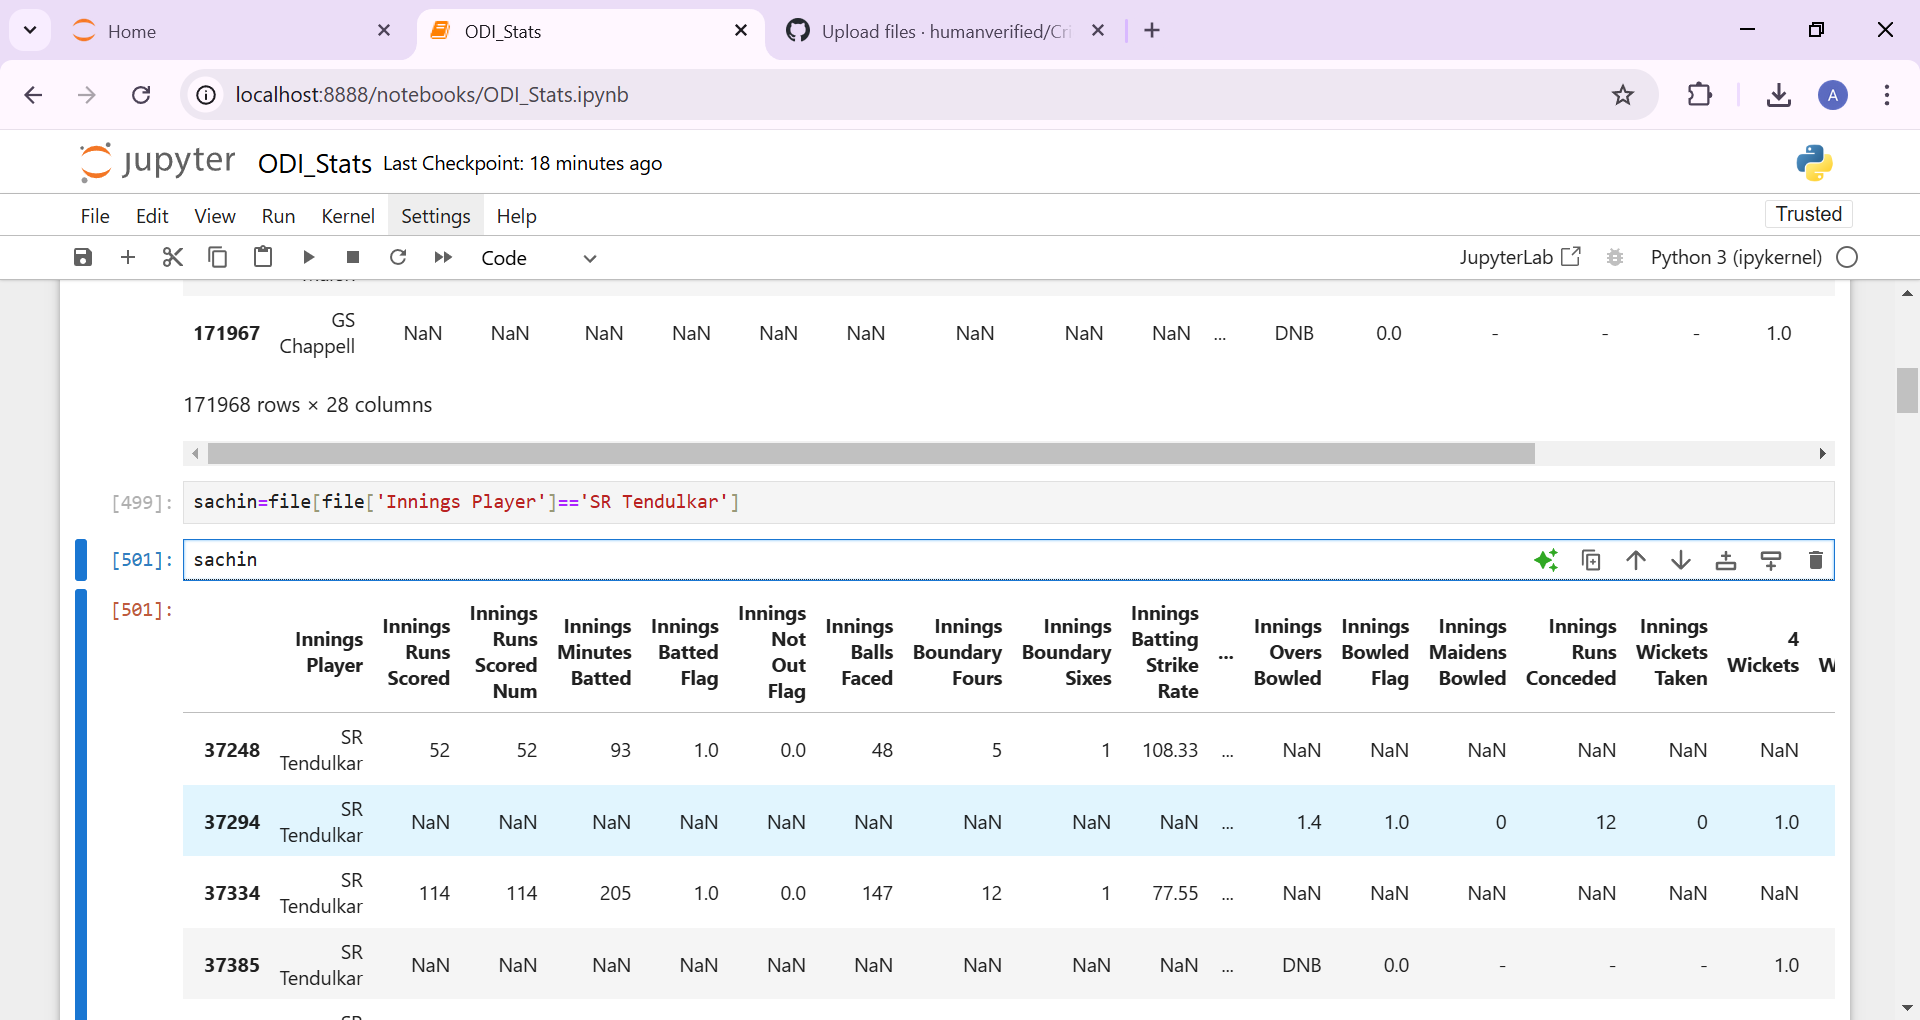 Home
ODI_Stats
Upload files · humanverified/Cri
localhost:8888/notebooks/ODI_Stats.ipynb
A
jupyter ODI_Stats Last Checkpoint: 18 minutes ago
File Edit View Run Kernel Settings Help
Trusted
Code
JupyterLab
Python 3 (ipykernel)
171967 GS Chappell NaN NaN NaN NaN NaN NaN NaN NaN NaN ... DNB 0.0 - - - 1.0
171968 rows × 28 columns
[499]: sachin=file[file['Innings Player']=='SR Tendulkar']
[501]: sachin
[501]:
Innings Player Innings Runs Scored Innings Runs Scored Num Innings Minutes Batted Innings Batted Flag Innings Not Out Flag Innings Balls Faced Innings Boundary Fours Innings Boundary Sixes Innings Batting Strike Rate ... Innings Overs Bowled Innings Bowled Flag Innings Maidens Bowled Innings Runs Conceded Innings Wickets Taken 4 Wickets W
37248 SR Tendulkar 52 52 93 1.0 0.0 48 5 1 108.33 ... NaN NaN NaN NaN NaN NaN
37294 SR Tendulkar NaN NaN NaN NaN NaN NaN NaN NaN NaN ... 1.4 1.0 0 12 0 1.0
37334 SR Tendulkar 114 114 205 1.0 0.0 147 12 1 77.55 ... NaN NaN NaN NaN NaN NaN
37385 SR Tendulkar NaN NaN NaN NaN NaN NaN NaN NaN NaN ... DNB 0.0 - - - 1.0